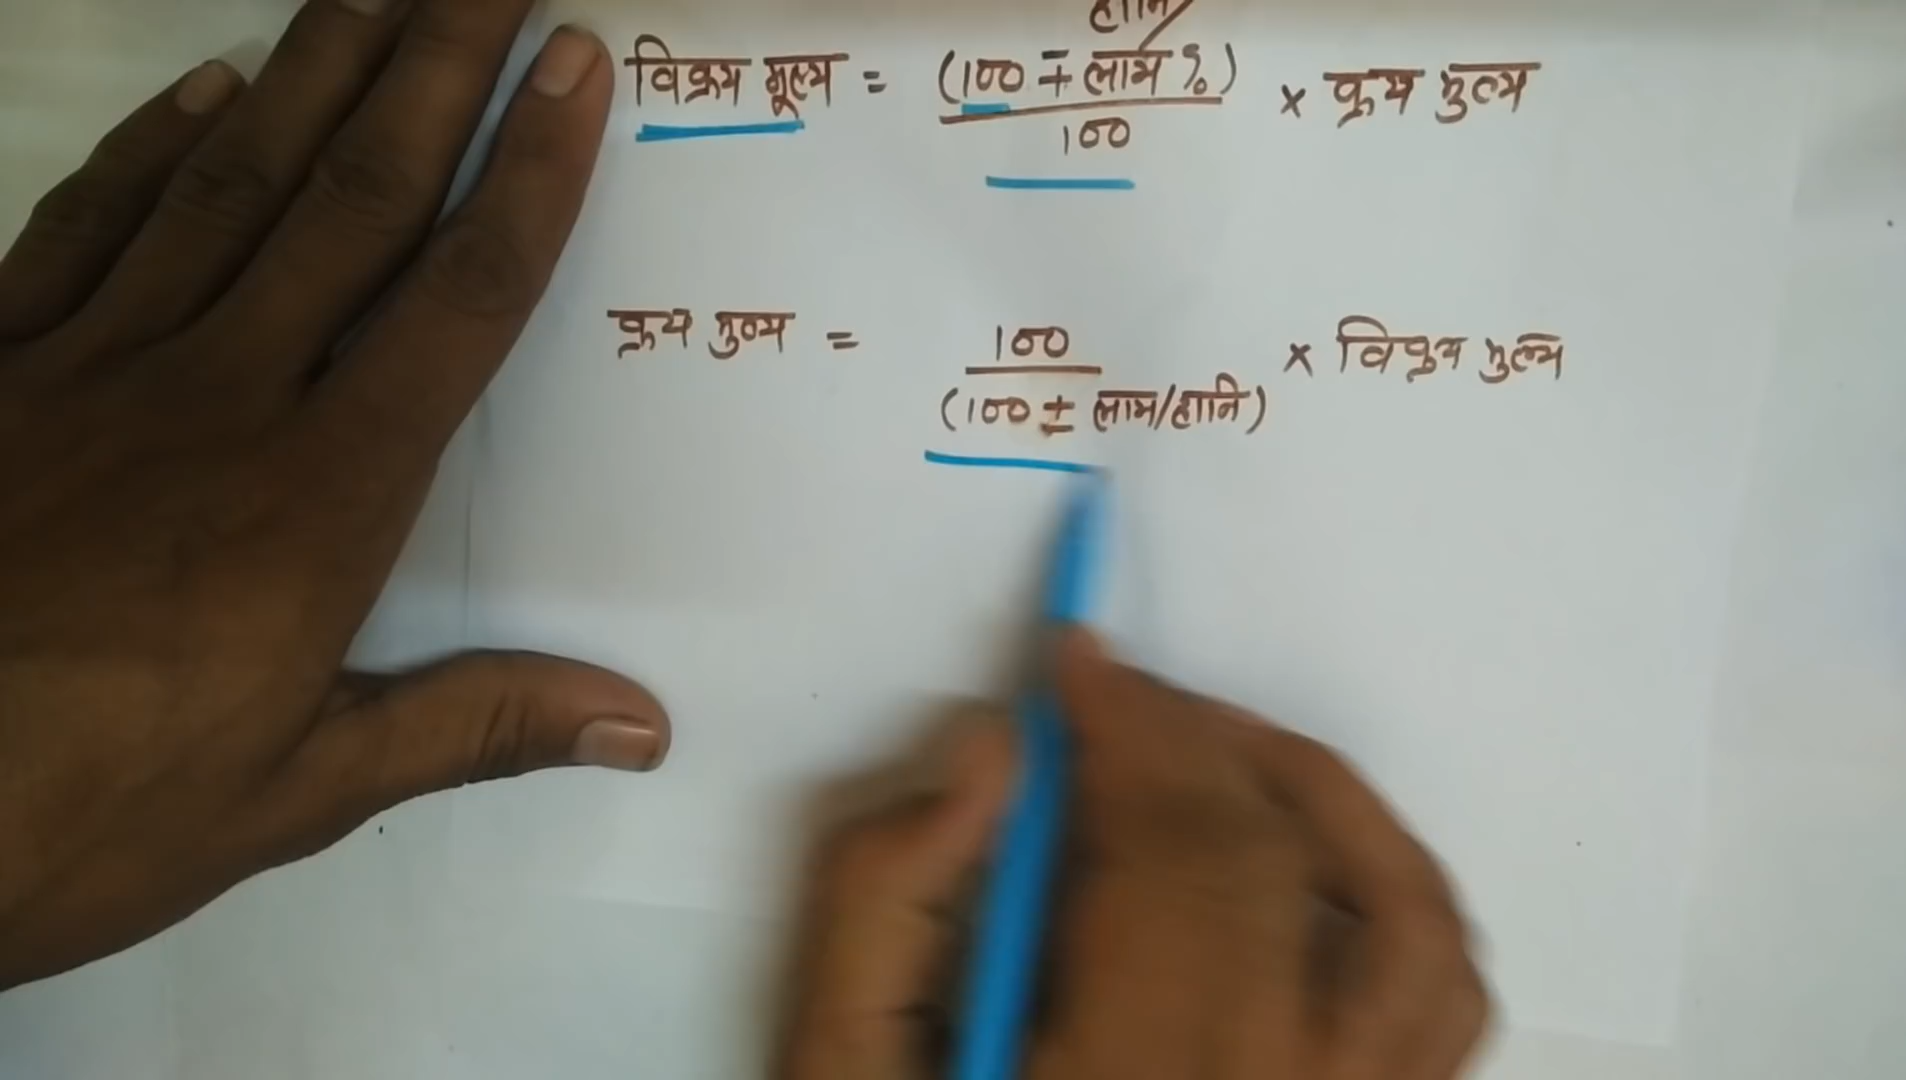 हानि/
विक्रय मूल्य = (100 ∓ लाभ %) × क्रय मुल्य
100
क्रय मुल्य = 100 × विक्रय मुल्य
(100 ± लाभ/हानि)